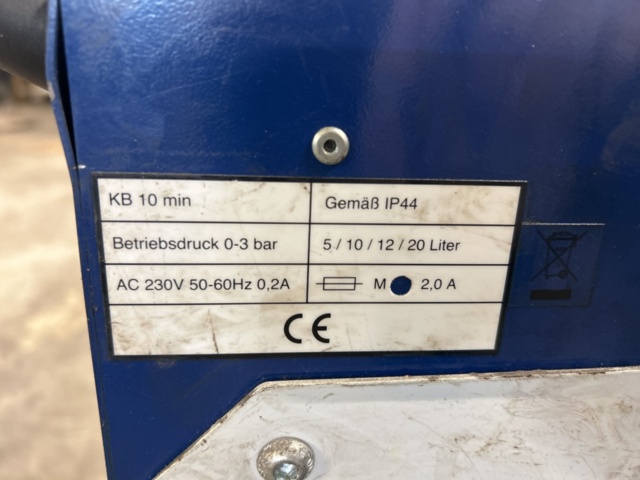 KB 10 min
Gemäß IP44
Betriebsdruck 0-3 bar
5 / 10 / 12 / 20 Liter
AC 230V 50-60Hz 0,2A
M 2,0 A
CE